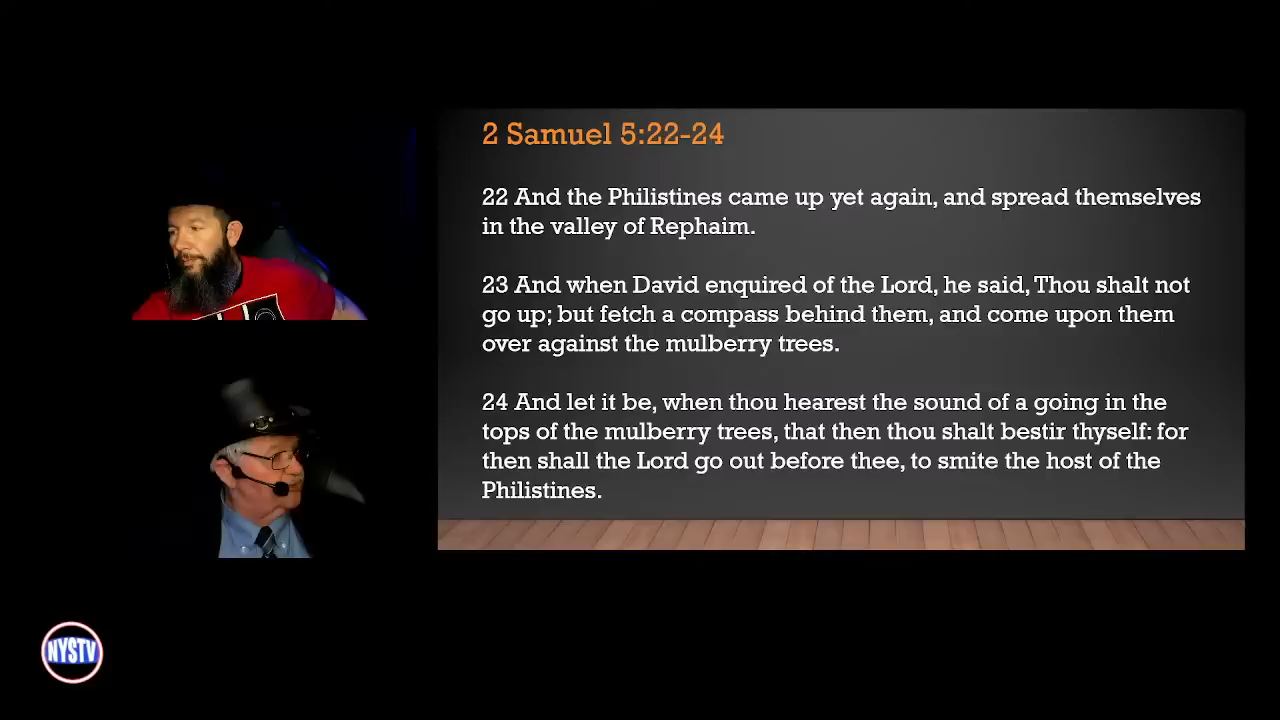 2 Samuel 5:22-24
22 And the Philistines came up yet again, and spread themselves
in the valley of Rephaim.
23 And when David enquired of the Lord, he said, Thou shalt not
go up; but fetch a compass behind them, and come upon them
over against the mulberry trees.
24 And let it be, when thou hearest the sound of a going in the
tops of the mulberry trees, that then thou shalt bestir thyself: for
then shall the Lord go out before thee, to smite the host of the
Philistines.
NYSTV